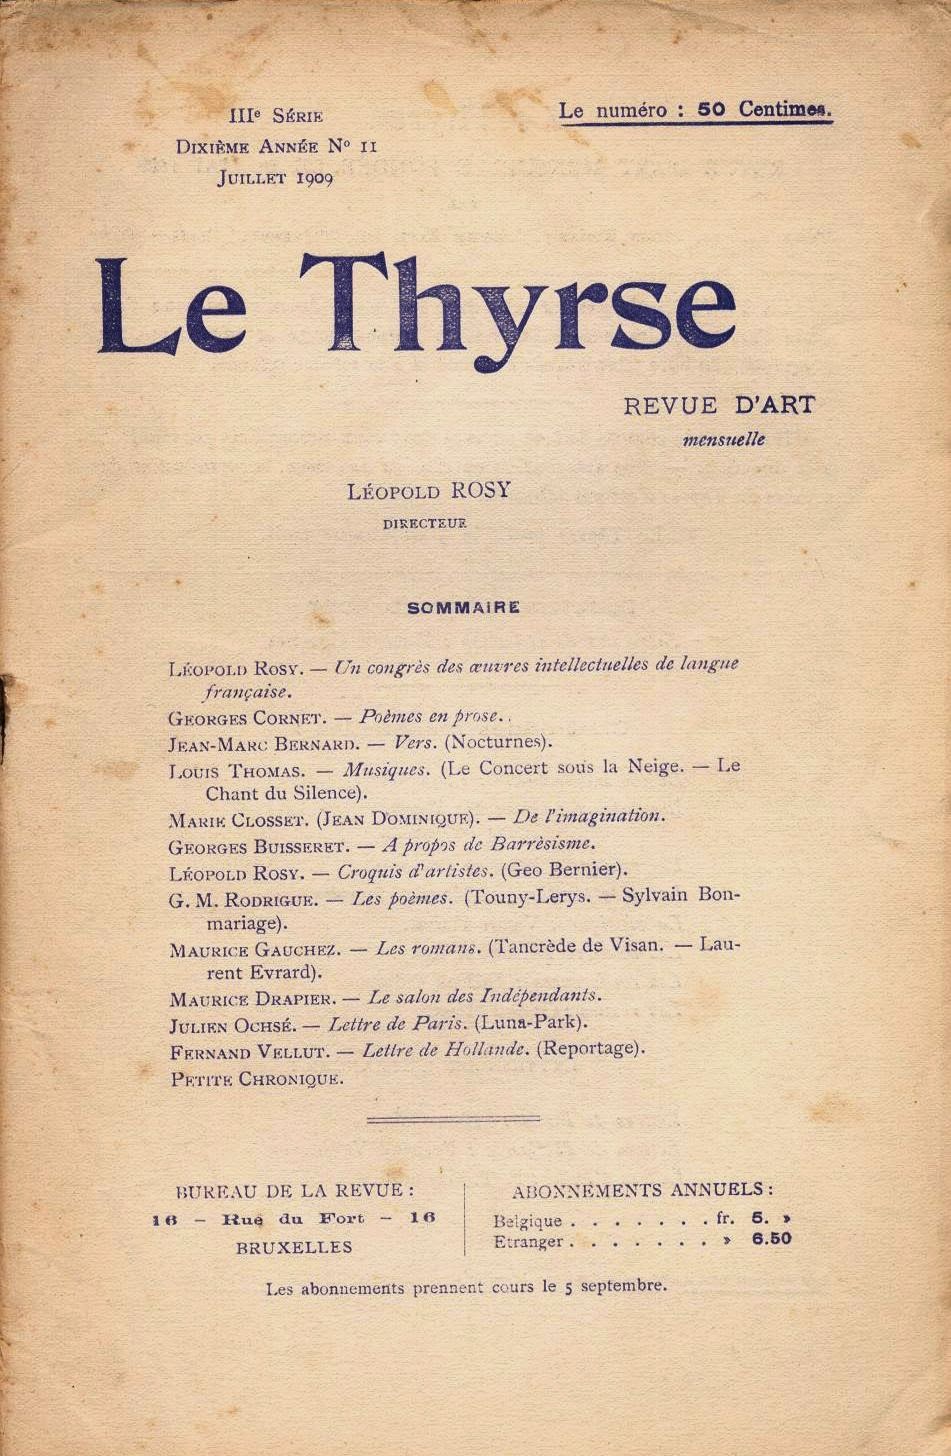 IIIe SÉRIE
DIXIÈME ANNÉE No 11
JUILLET 1909
Le numéro : 50 Centimes.
Le Thyrse
REVUE D'ART
mensuelle
LÉOPOLD ROSY
DIRECTEUR
SOMMAIRE
LÉOPOLD ROSY. — Un congrès des œuvres intellectuelles de langue
française.
GEORGES CORNET. — Poèmes en prose.
JEAN-MARC BERNARD. — Vers. (Nocturnes).
LOUIS THOMAS. — Musiques. (Le Concert sous la Neige. — Le
Chant du Silence).
MARIE CLOSSET. (JEAN DOMINIQUE). — De l'imagination.
GEORGES BUISSERET. — A propos de Barrèsisme.
LÉOPOLD ROSY. — Croquis d'artistes. (Geo Bernier).
G. M. RODRIGUE. — Les poèmes. (Touny-Lerys. — Sylvain Bon-
mariage).
MAURICE GAUCHEZ. — Les romans. (Tancrède de Visan. — Lau-
rent Evrard).
MAURICE DRAPIER. — Le salon des Indépendants.
JULIEN OCHSÉ. — Lettre de Paris. (Luna-Park).
FERNAND VELLUT. — Lettre de Hollande. (Reportage).
PETITE CHRONIQUE.
BUREAU DE LA REVUE :
16 — Rue du Fort — 16
BRUXELLES
ABONNEMENTS ANNUELS :
Belgique . . . . . . . fr. 5. »
Etranger . . . . . . . » 6.50
Les abonnements prennent cours le 5 septembre.